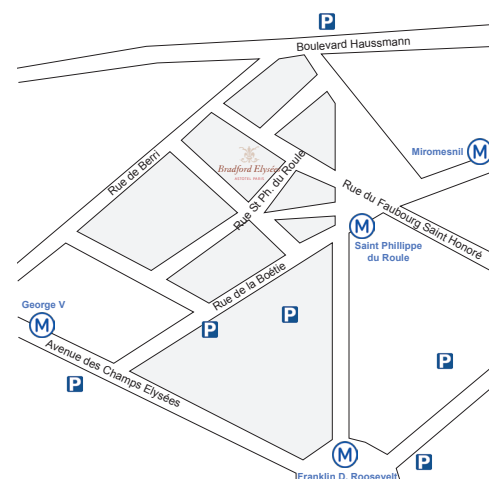 P
Boulevard Haussmann
Miromesnil
M
Rue de Berri
Bradford Elysées
Rue St Ph. du Roule
Rue du Faubourg Saint Honoré
M
Saint Phillippe
du Roule
Rue de la Boétie
George V
M
P
P
Avenue des Champs Elysées
P
P
M
P
Franklin D. Roosevelt